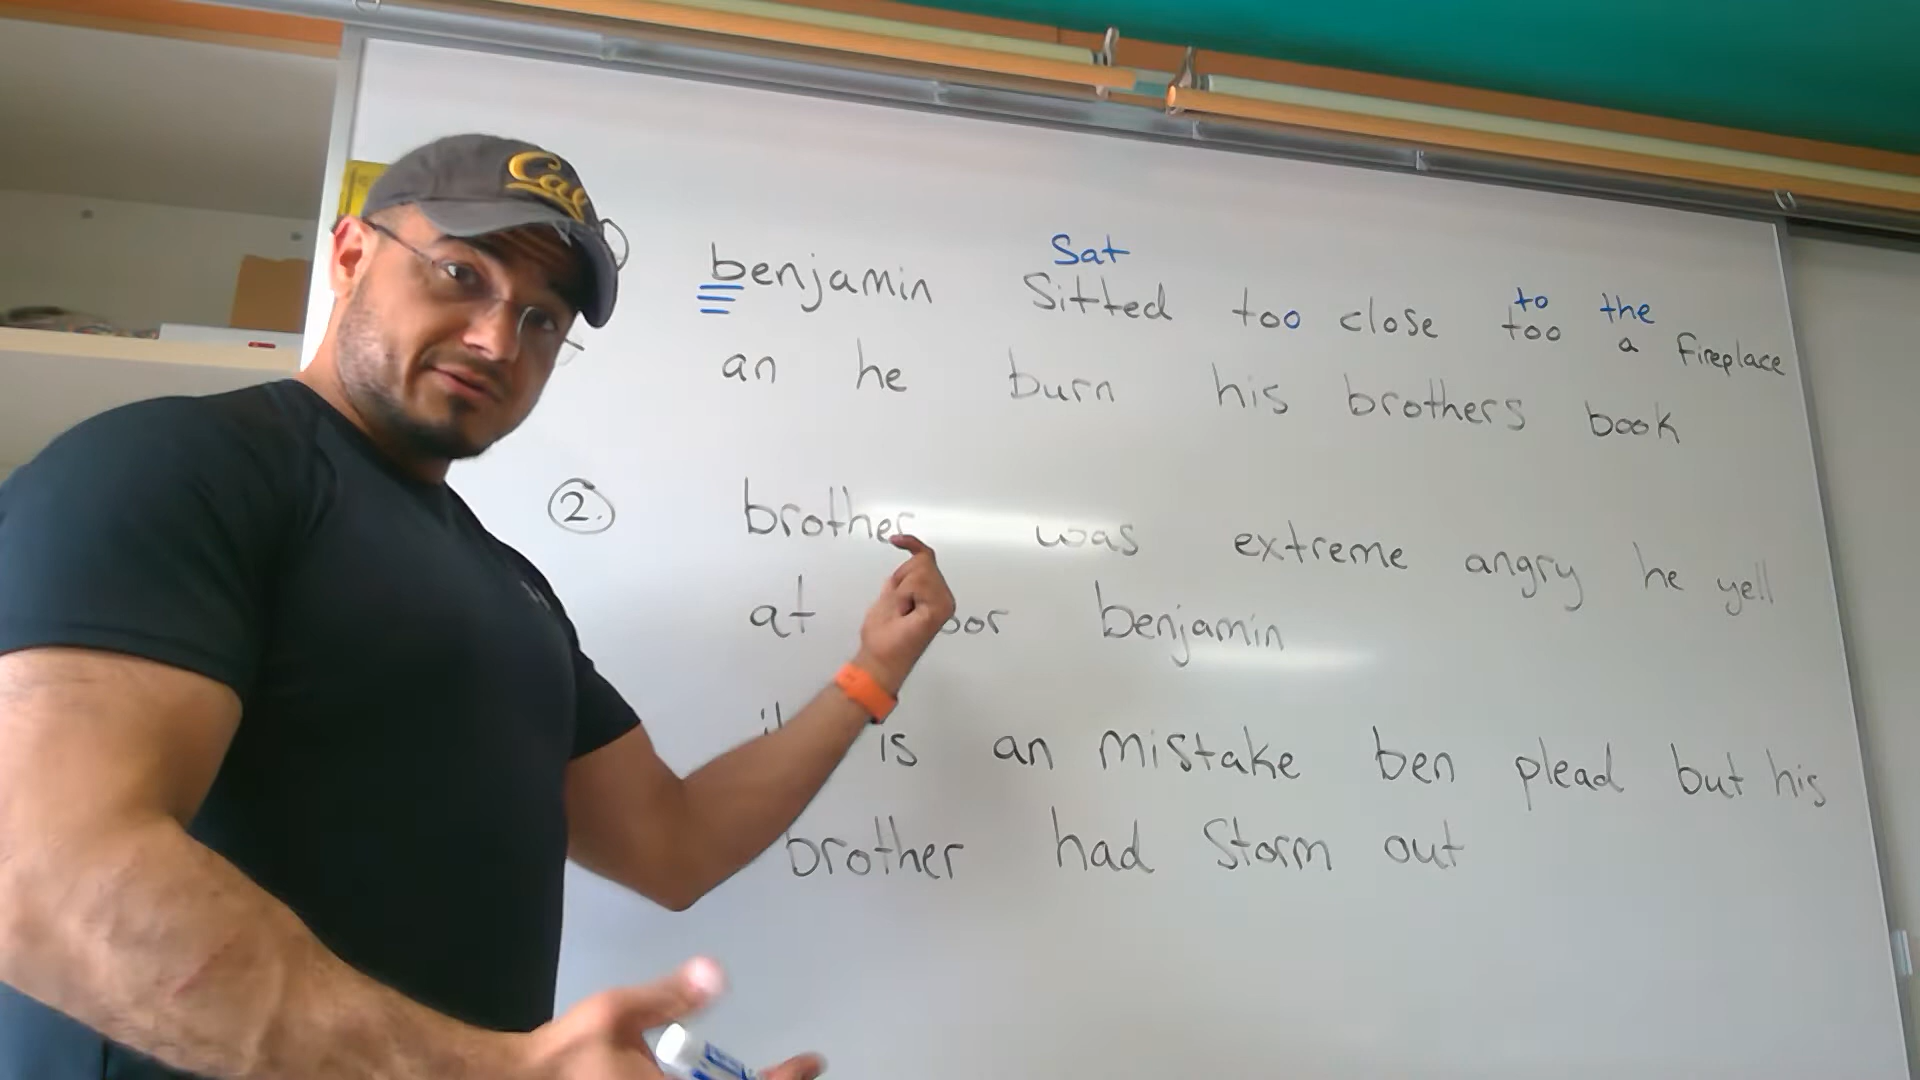 Cal
Sat
benjamin Sitted too close too a fireplace
to the
an he burn his brothers book
2.
brother was extreme angry he yell
at benjamin
is an mistake ben plead but his
brother had storm out